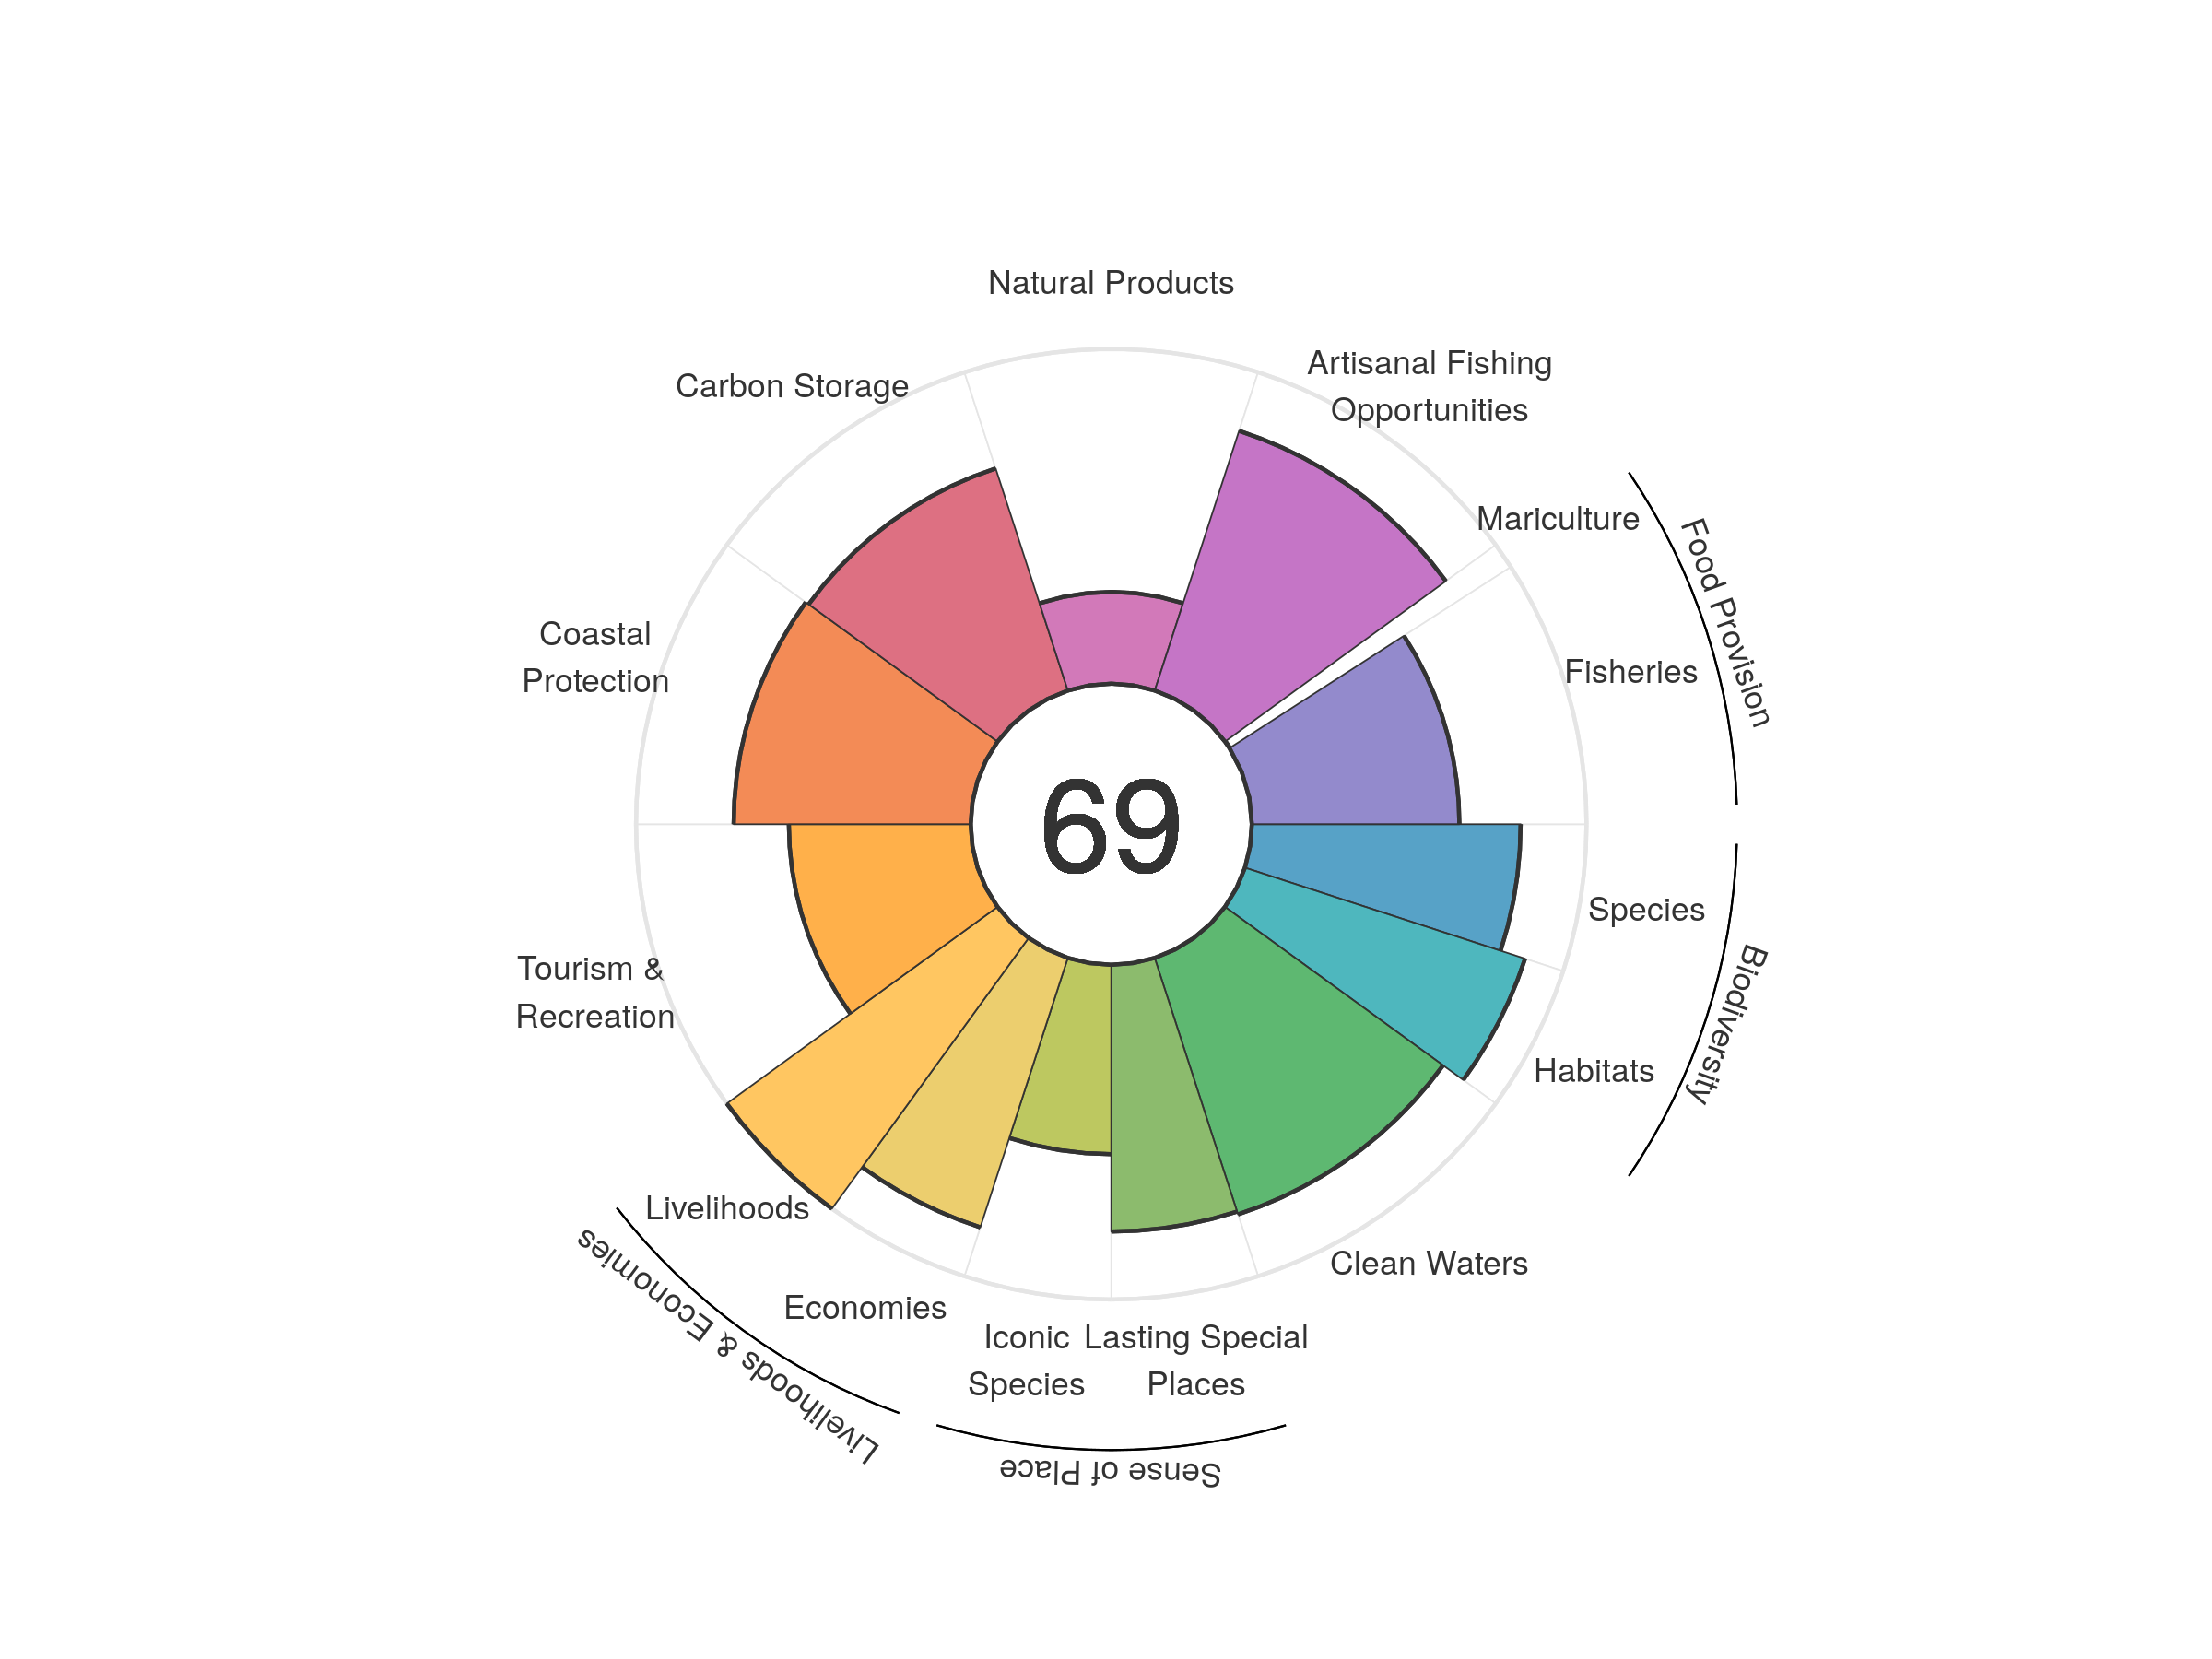 Natural Products
Artisanal Fishing
Opportunities
Carbon Storage
Mariculture
Food Provision
Coastal
Protection
Fisheries
69
Species
Biodiversity
Tourism &
Recreation
Habitats
Livelihoods
Clean Waters
Livelihoods & Economies
Economies
Iconic
Species
Lasting Special
Places
Sense of Place